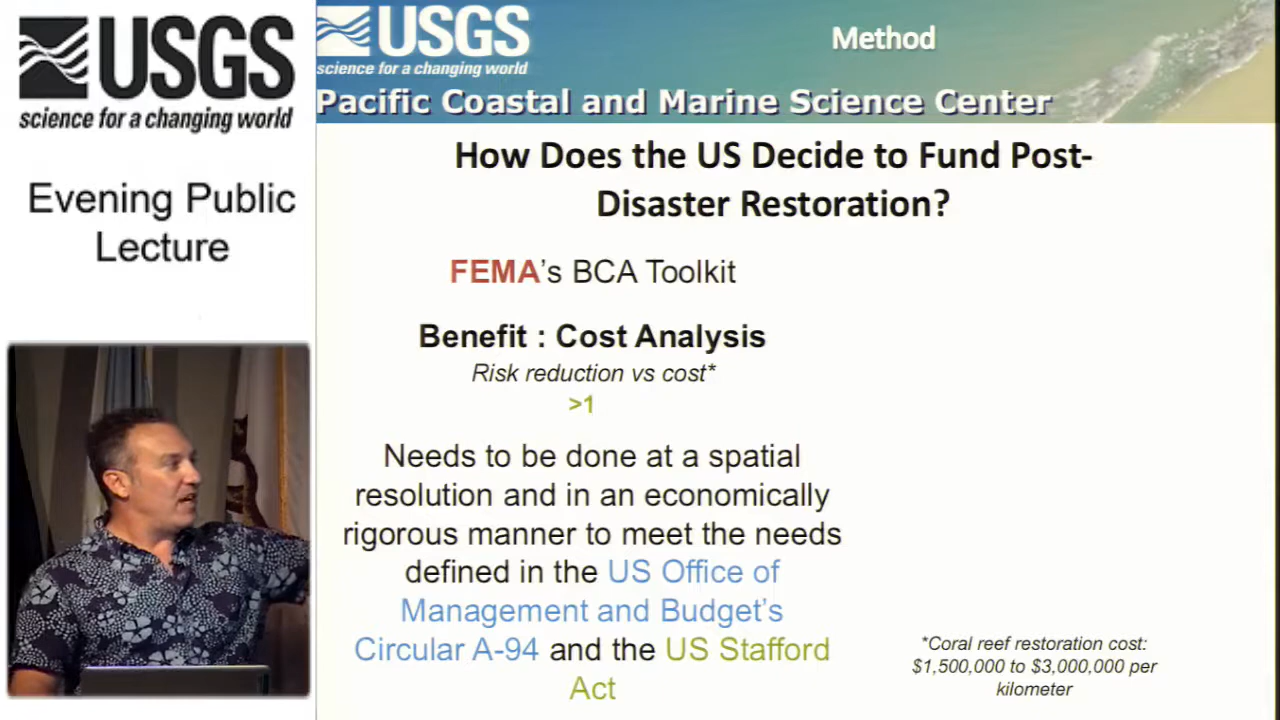 USGS
science for a changing world
Evening Public
Lecture
USGS
science for a changing world
Method
Pacific Coastal and Marine Science Center
How Does the US Decide to Fund Post-
Disaster Restoration?
FEMA's BCA Toolkit
Benefit : Cost Analysis
Risk reduction vs cost*
>1
Needs to be done at a spatial
resolution and in an economically
rigorous manner to meet the needs
defined in the US Office of
Management and Budget's
Circular A-94 and the US Stafford
Act
*Coral reef restoration cost:
$1,500,000 to $3,000,000 per
kilometer